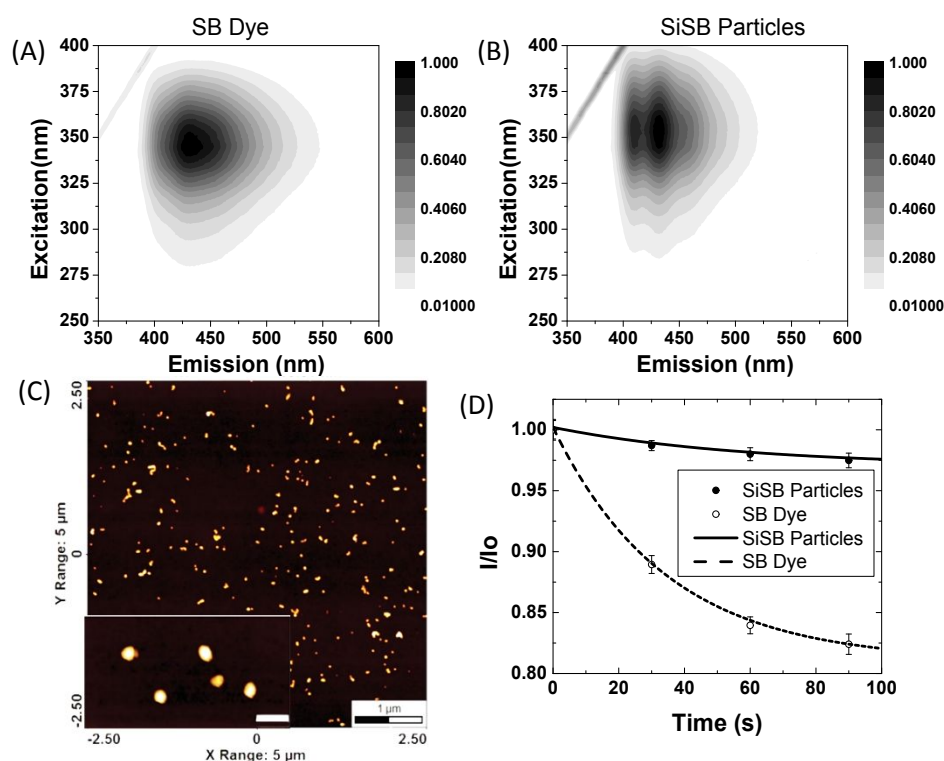 SB Dye
(A)
400
375
350
325
300
275
250
Excitation(nm)
350 400 450 500 550 600
Emission (nm)
1.000
0.8020
0.6040
0.4060
0.2080
0.01000
SiSB Particles
(B)
400
375
350
325
300
275
250
Excitation(nm)
350 400 450 500 550 600
Emission (nm)
1.000
0.8020
0.6040
0.4060
0.2080
0.01000
(C)
2.50
0
-2.50
Y Range: 5 µm
1 µm
-2.50 0 2.50
X Range: 5 µm
(D)
1.00
0.95
0.90
0.85
0.80
I/Io
SiSB Particles
SB Dye
SiSB Particles
SB Dye
0 20 40 60 80 100
Time (s)